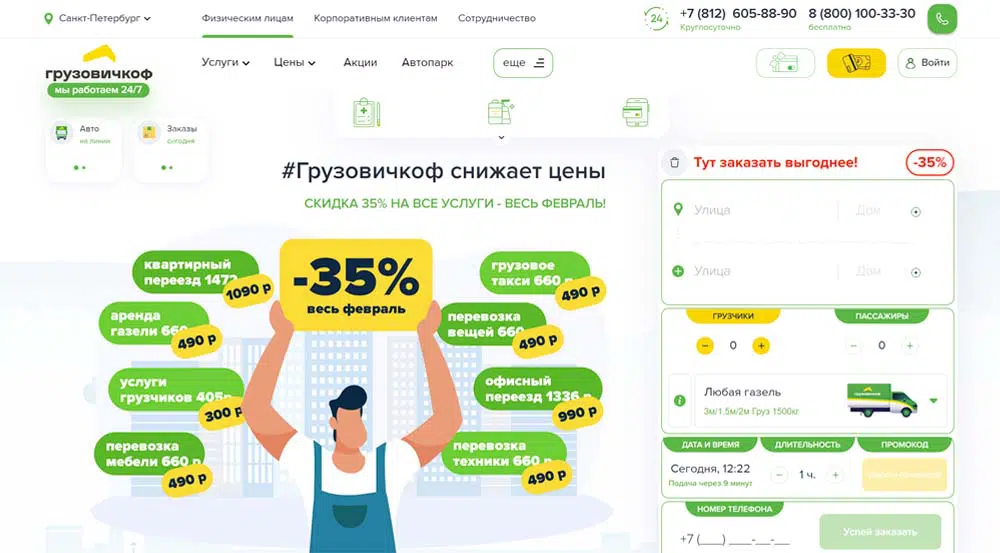 Санкт-Петербург
Физическим лицам
Корпоративным клиентам
Сотрудничество
24
+7 (812) 605-88-90
Круглосуточно
8 (800) 100-33-30
бесплатно
грузовичкоф
мы работаем 24/7
Услуги
Цены
Акции
Автопарк
еще
Войти
Авто
на линии
Заказы
сегодня
#Грузовичкоф снижает цены
СКИДКА 35% НА ВСЕ УСЛУГИ - ВЕСЬ ФЕВРАЛЬ!
-35%
весь февраль
квартирный
переезд 1472
1090 р
аренда
газели 660
490 р
услуги
грузчиков 405р
300 р
перевозка
мебели 660
490 р
грузовое
такси 660
490 р
перевозка
вещей 660
490 р
офисный
переезд 1336
990 р
перевозка
техники 660
490 р
Тут заказать выгоднее!
-35%
Улица
Дом
Улица
Дом
ГРУЗЧИКИ
ПАССАЖИРЫ
− 0 +
− 0 +
Любая газель
3м/1,5м/2м Груз 1500кг
ДАТА И ВРЕМЯ
ДЛИТЕЛЬНОСТЬ
ПРОМОКОД
Сегодня, 12:22
Подача через 9 минут
− 1 ч. +
НОМЕР ТЕЛЕФОНА
+7 (___) ___-__-__
Успей заказать